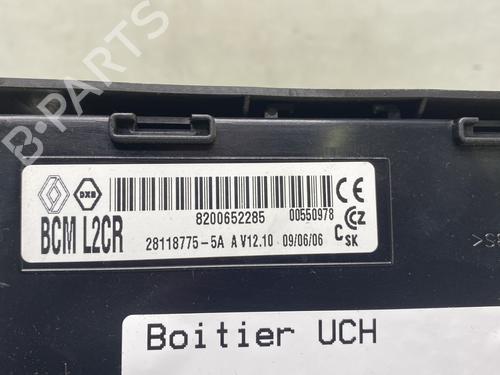 B-PARTS
DXB
8200652285 00550978
BCM L2CR
28118775-5A A V12.10 09/06/06
CE
CZ
C SK
Boitier UCH